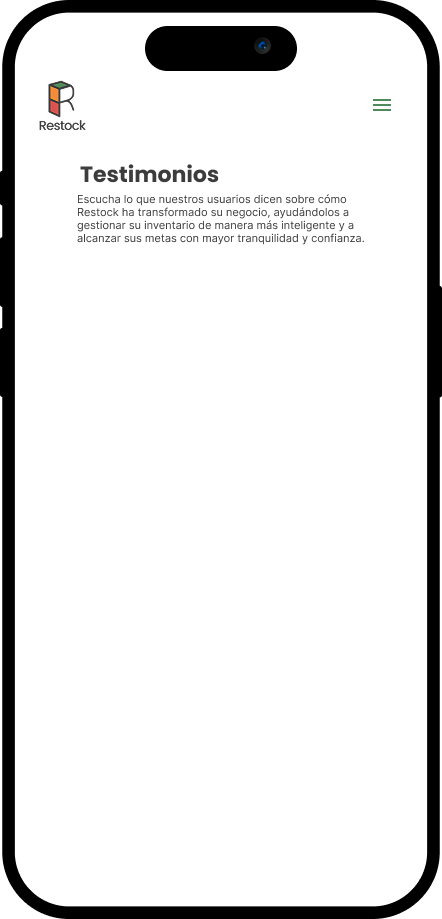 Restock
Testimonios
Escucha lo que nuestros usuarios dicen sobre cómo
Restock ha transformado su negocio, ayudándolos a
gestionar su inventario de manera más inteligente y a
alcanzar sus metas con mayor tranquilidad y confianza.